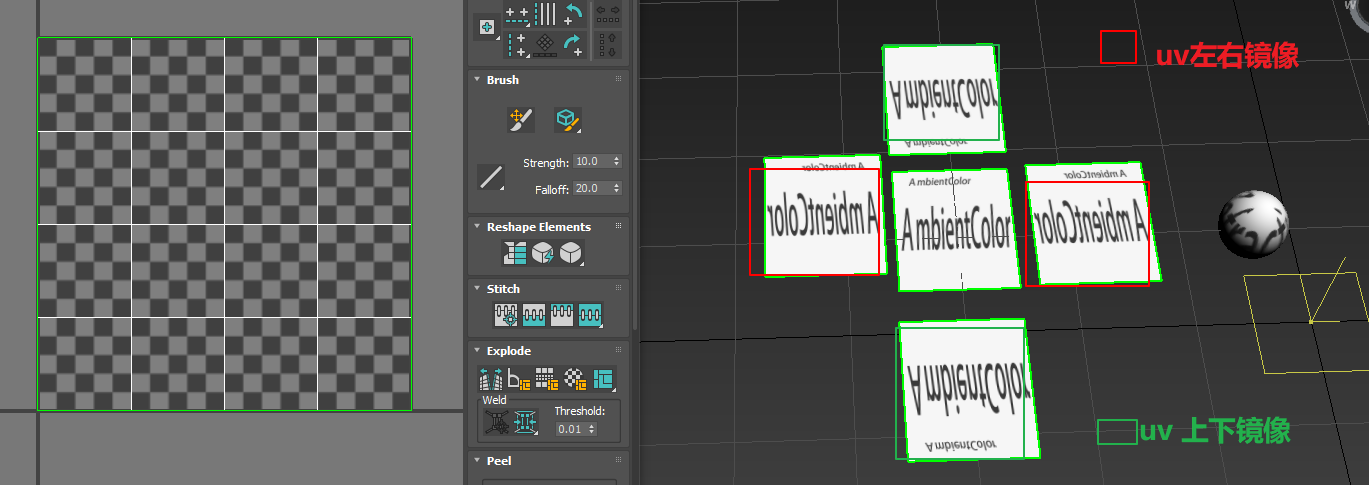 Brush
Strength: 10.0
Falloff: 20.0
Reshape Elements
Stitch
Explode
Weld
Threshold:
0.01
Peel
W
uv左右镜像
AmbientColor
AmbientColor
AmbientColor
AmbientColor
AmbientColor
AmbientColor
AmbientColor
AmbientColor
AmbientColor
AmbientColor
uv 上下镜像